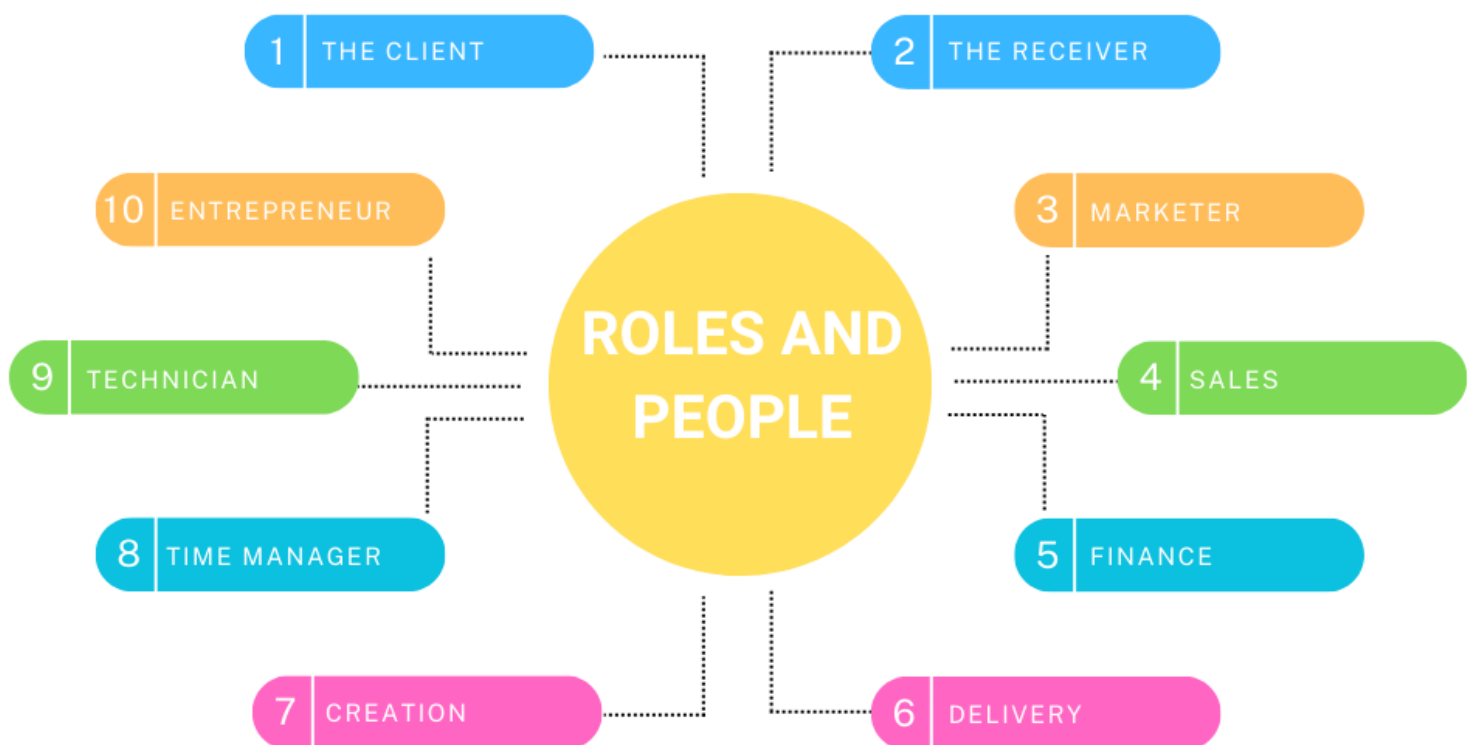 1 THE CLIENT
2 THE RECEIVER
10 ENTREPRENEUR
3 MARKETER
ROLES AND
PEOPLE
9 TECHNICIAN
4 SALES
8 TIME MANAGER
5 FINANCE
7 CREATION
6 DELIVERY